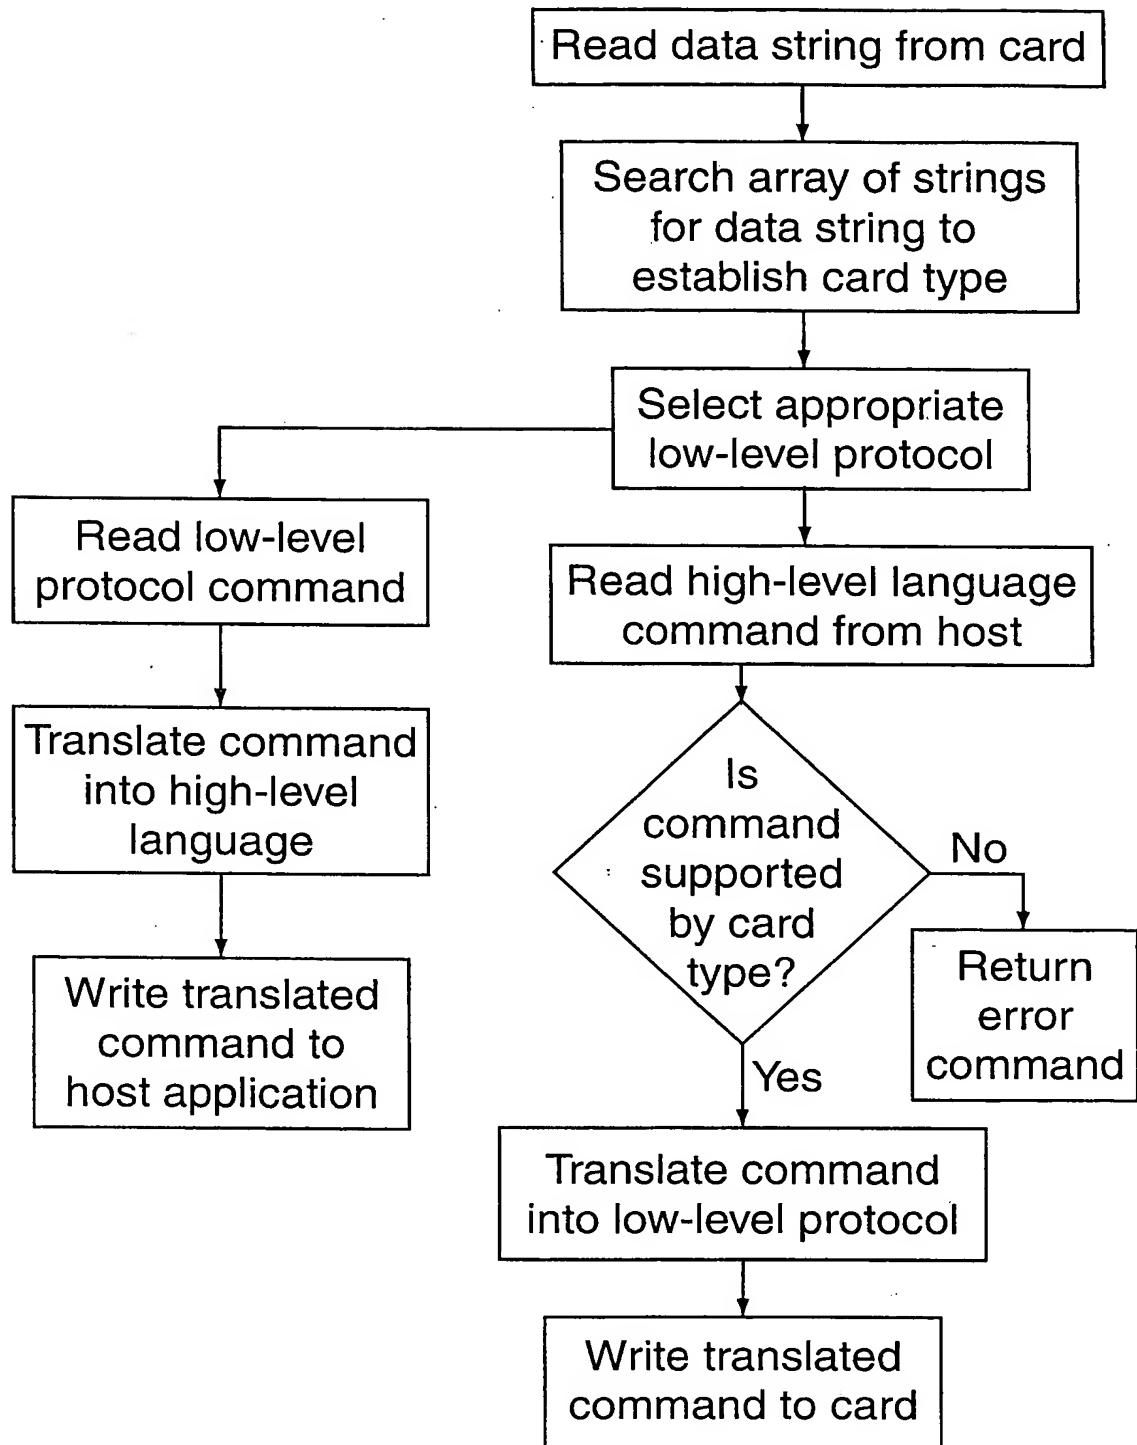 Read data string from card
Search array of strings
for data string to
establish card type
Select appropriate
low-level protocol
Read low-level
protocol command
Translate command
into high-level
language
Write translated
command to
host application
Read high-level language
command from host
Is
command
supported
by card
type?
No
Return
error
command
Yes
Translate command
into low-level protocol
Write translated
command to card